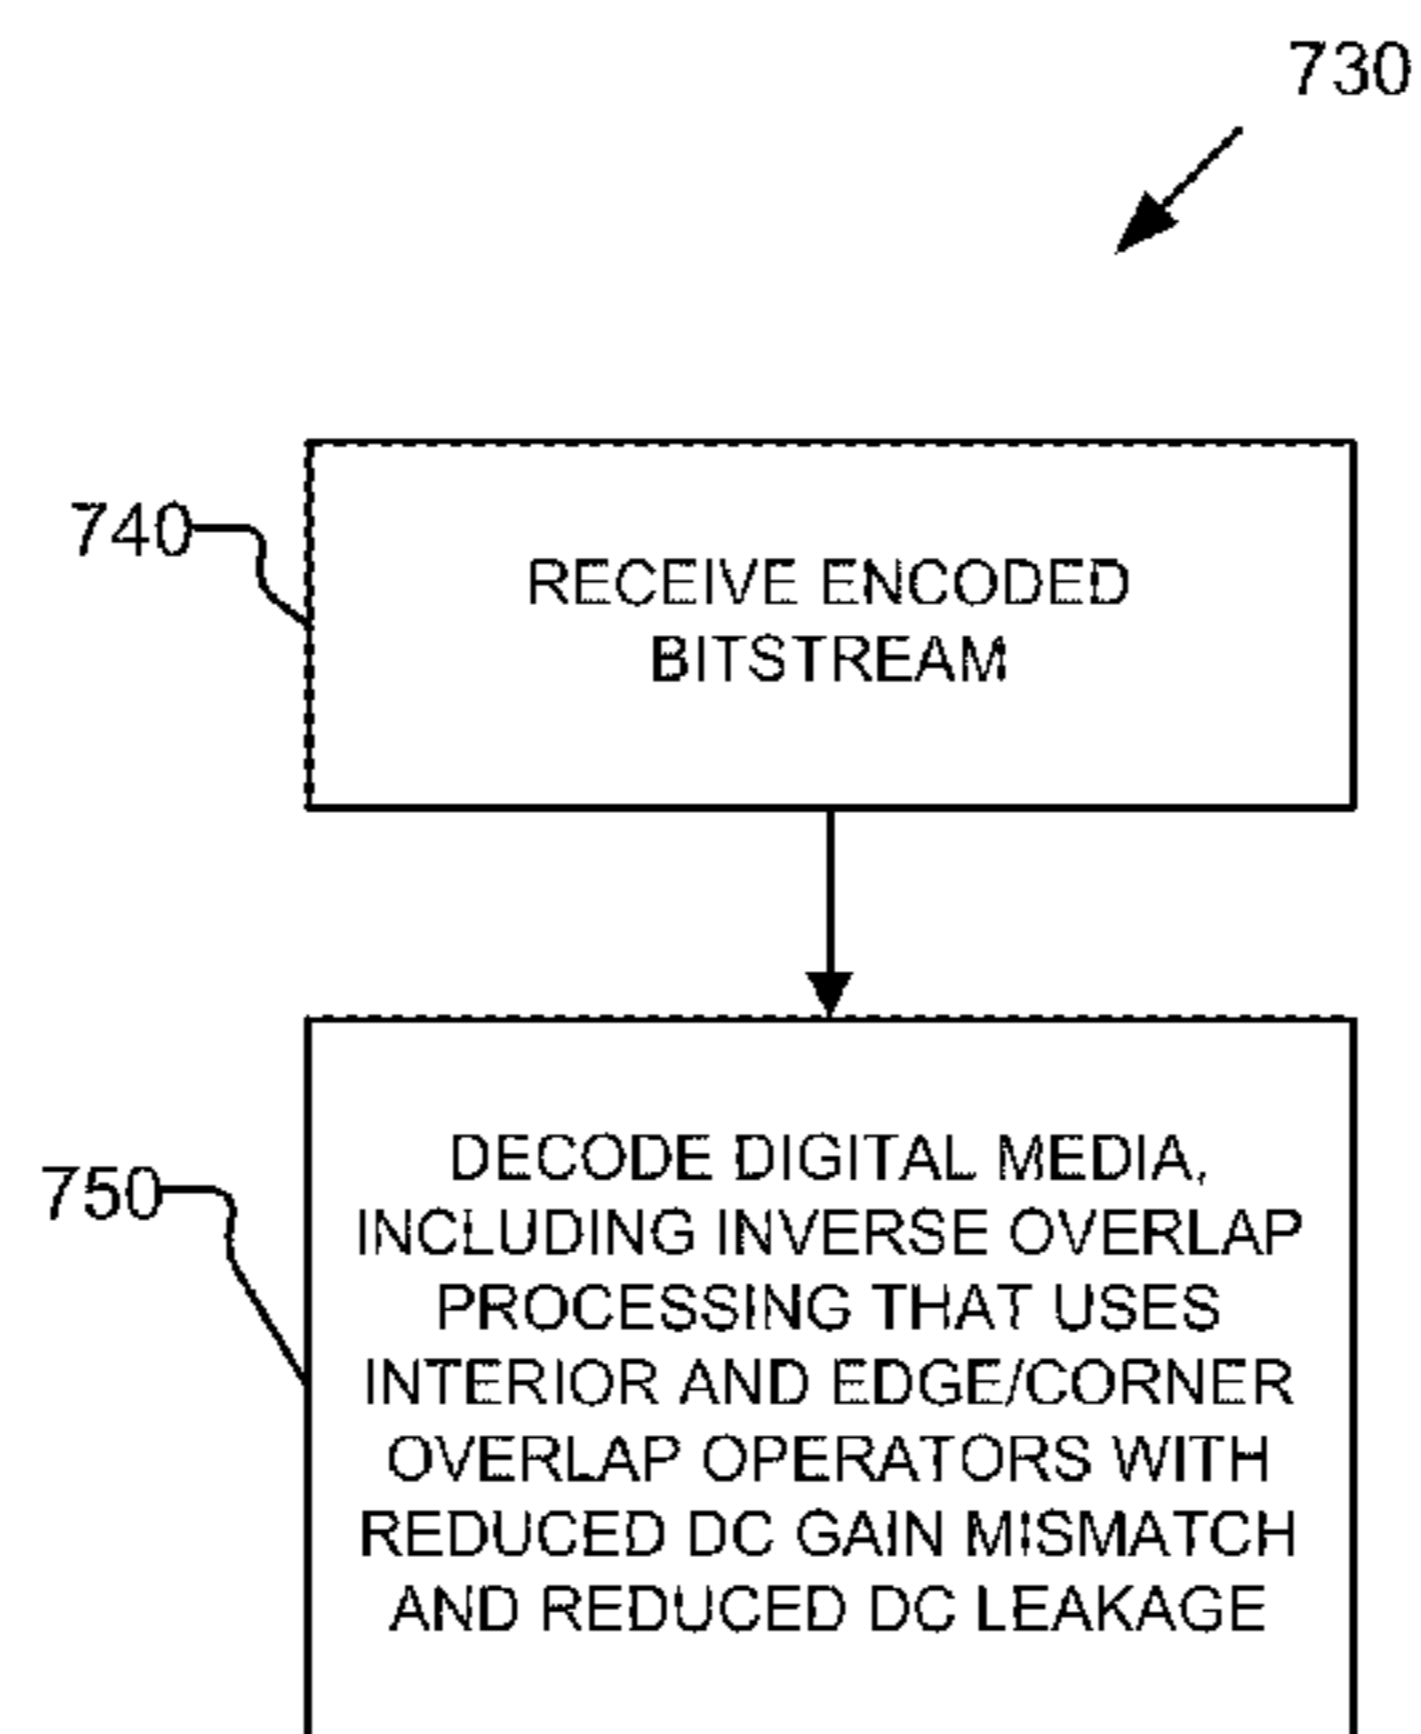 730
740
RECEIVE ENCODED
BITSTREAM
750
DECODE DIGITAL MEDIA,
INCLUDING INVERSE OVERLAP
PROCESSING THAT USES
INTERIOR AND EDGE/CORNER
OVERLAP OPERATORS WITH
REDUCED DC GAIN MISMATCH
AND REDUCED DC LEAKAGE